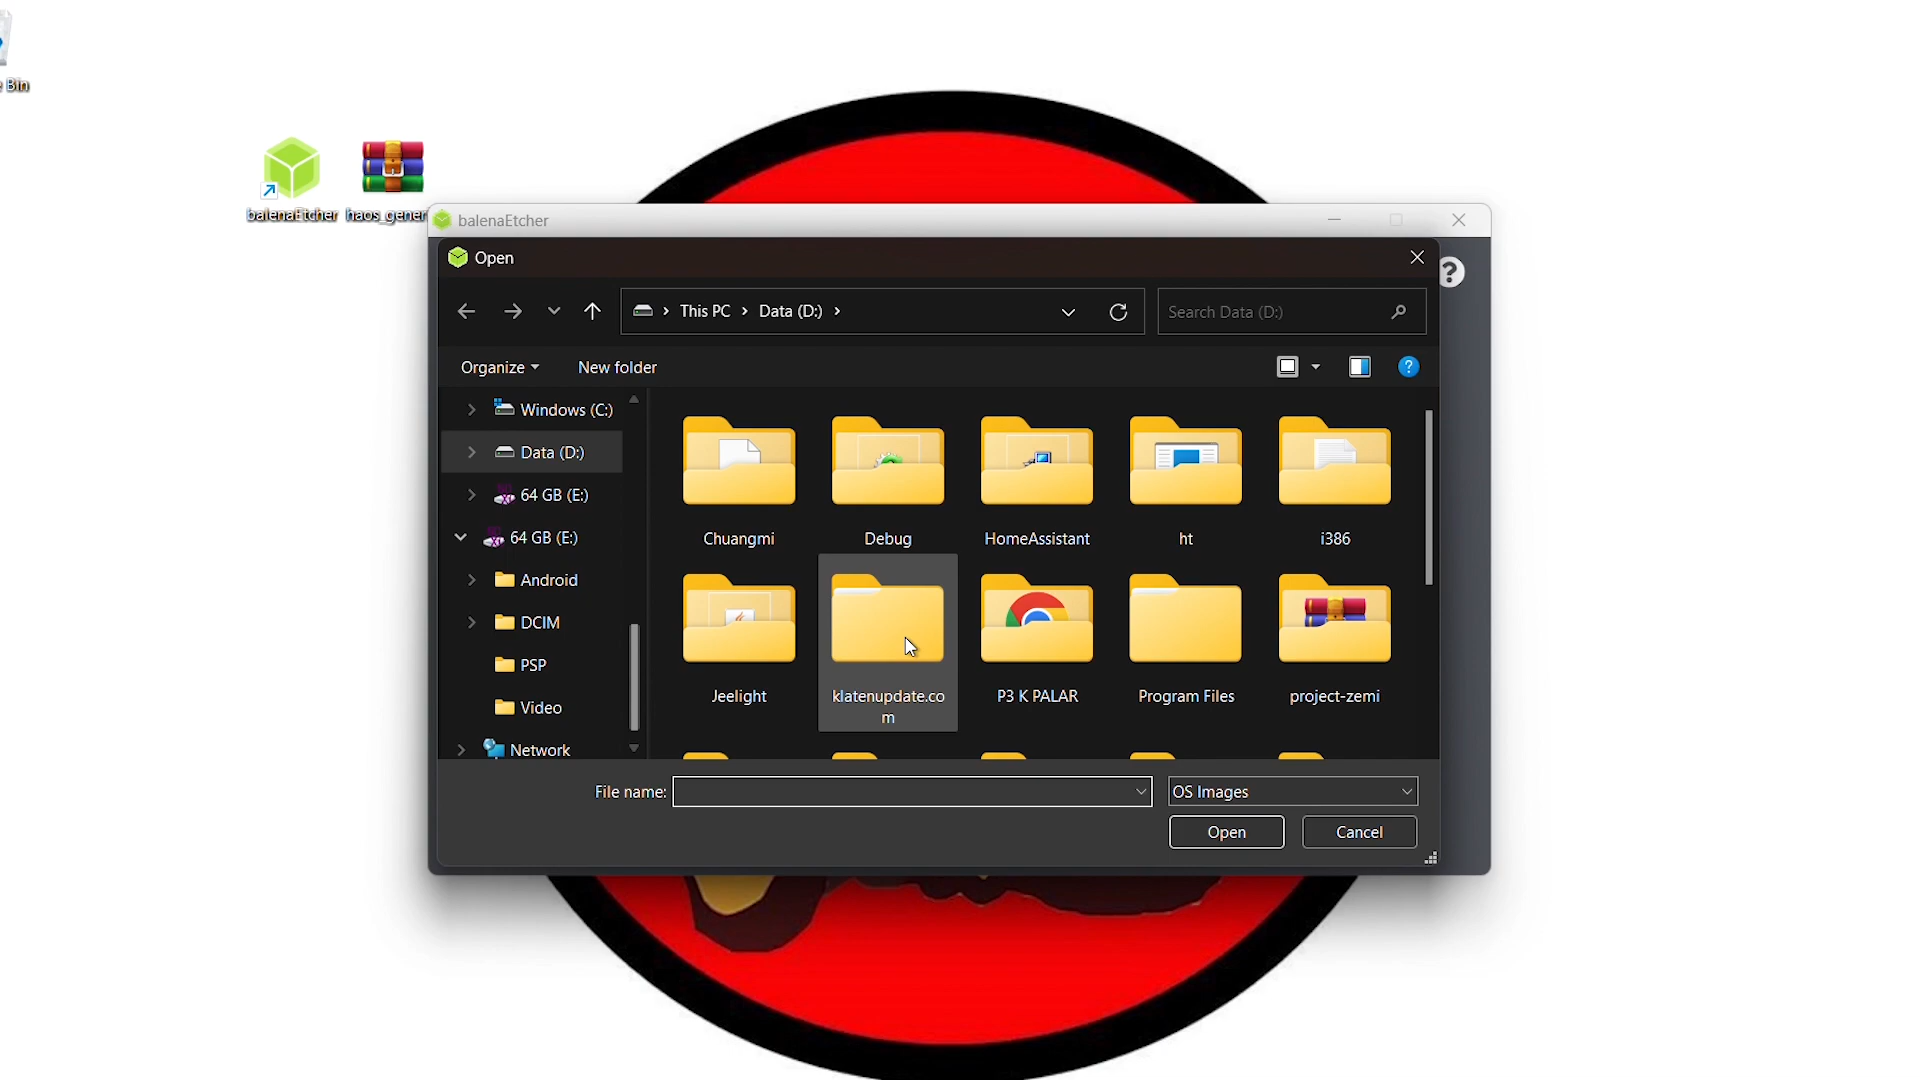 Bin
balenaEtcher
haos_gener
balenaEtcher
Open
This PC
Data (D:)
Search Data (D:)
Organize
New folder
Windows (C:)
Data (D:)
64 GB (E:)
64 GB (E:)
Android
DCIM
PSP
Video
Network
Chuangmi
Debug
HomeAssistant
ht
i386
Jeelight
klatenupdate.co
m
P3 K PALAR
Program Files
project-zemi
File name:
OS Images
Open
Cancel